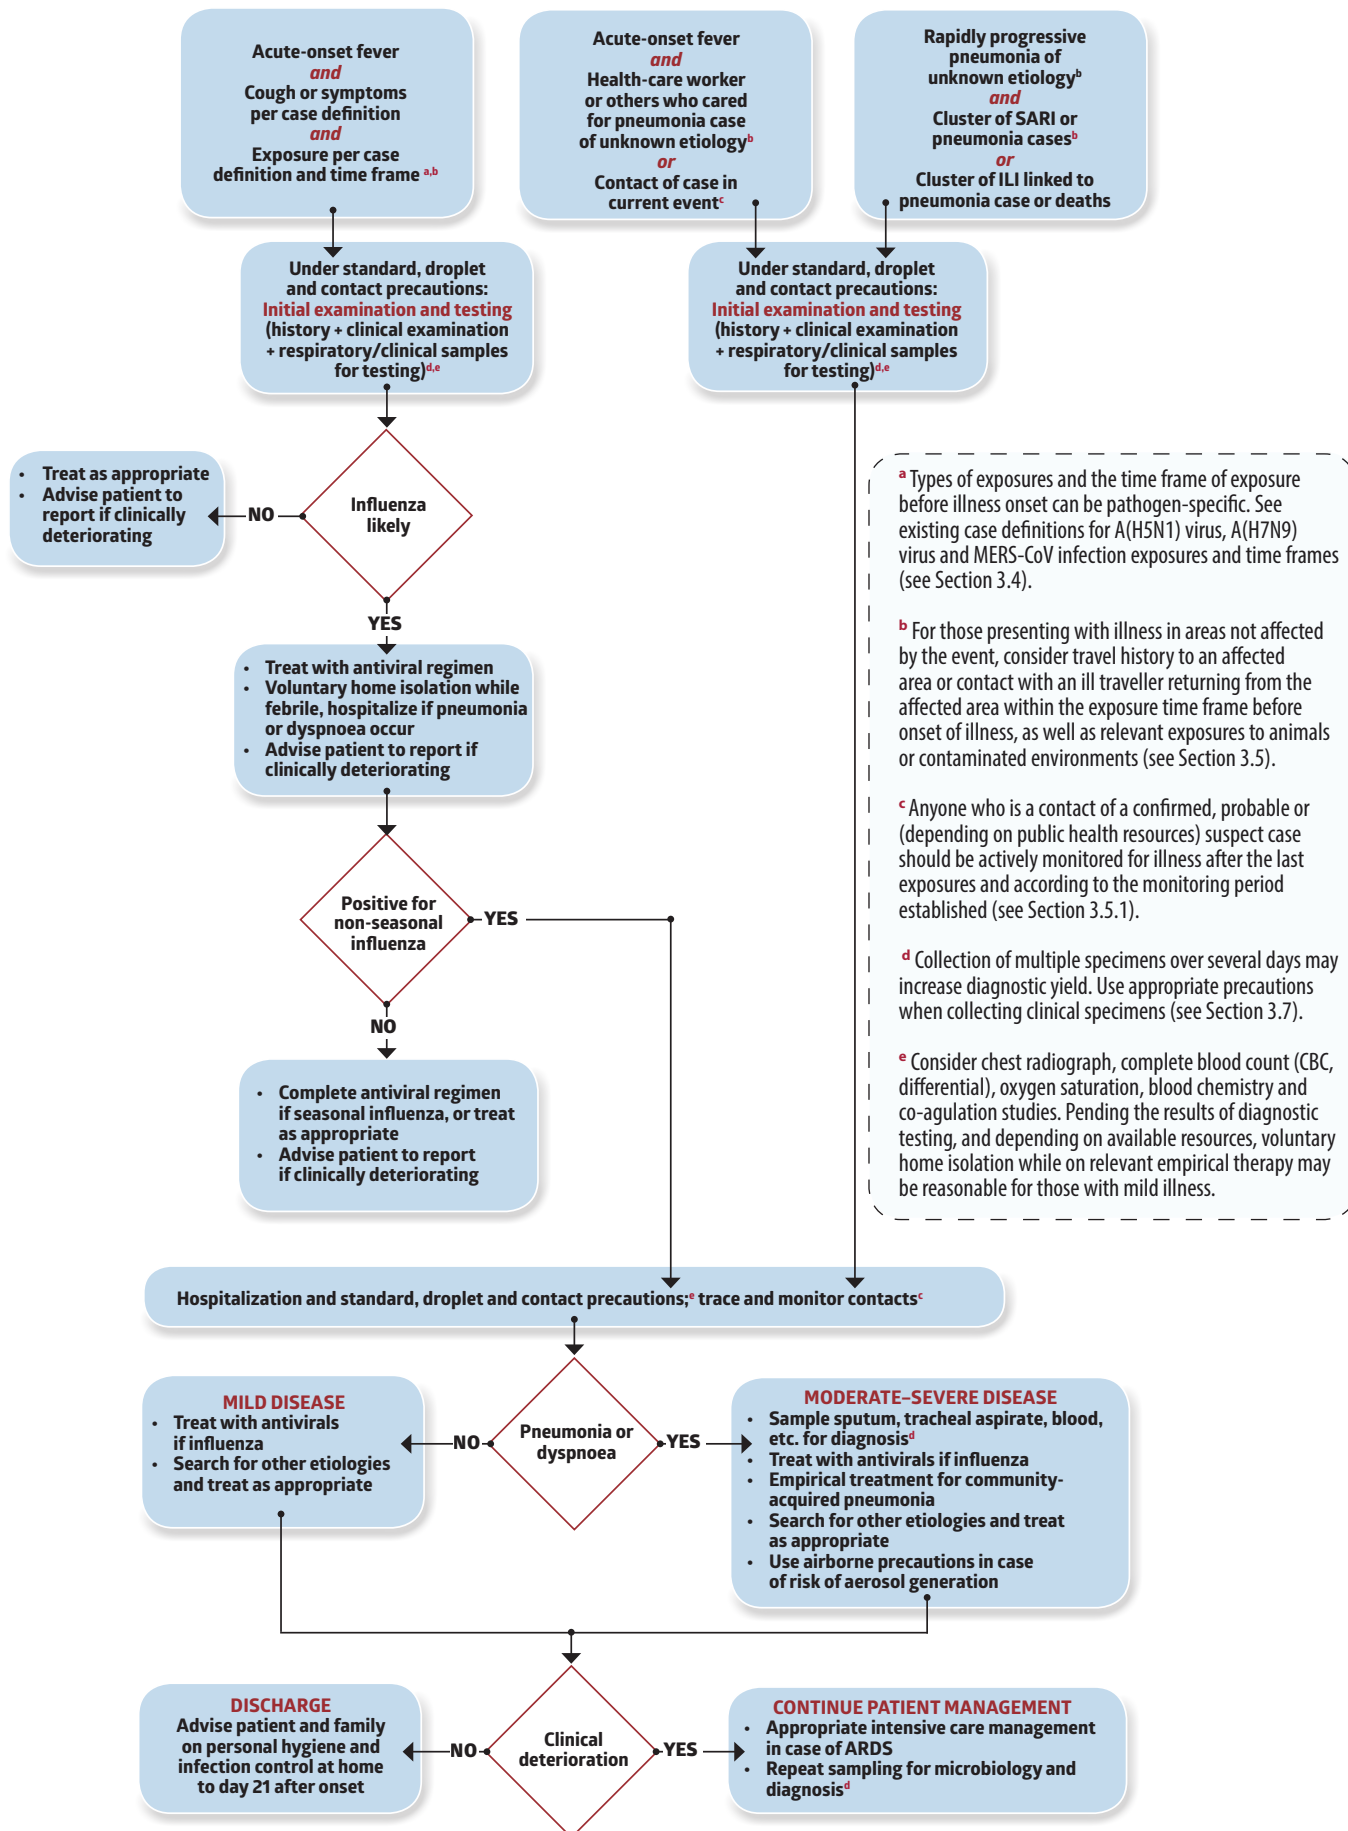 Acute-onset fever
and
Cough or symptoms
per case definition
and
Exposure per case
definition and time frame a,b
Acute-onset fever
and
Health-care worker
or others who cared
for pneumonia case
of unknown etiologyb
or
Contact of case in
current eventc
Rapidly progressive
pneumonia of
unknown etiologyb
and
Cluster of SARI or
pneumonia casesb
or
Cluster of ILI linked to
pneumonia case or deaths
Under standard, droplet
and contact precautions:
Initial examination and testing
(history + clinical examination
+ respiratory/clinical samples
for testing)d,e
Under standard, droplet
and contact precautions:
Initial examination and testing
(history + clinical examination
+ respiratory/clinical samples
for testing)d,e
Influenza
likely
NO
• Treat as appropriate
• Advise patient to
report if clinically
deteriorating
YES
• Treat with antiviral regimen
• Voluntary home isolation while
febrile, hospitalize if pneumonia
or dyspnoea occur
• Advise patient to report if
clinically deteriorating
Positive for
non-seasonal
influenza
YES
NO
• Complete antiviral regimen
if seasonal influenza, or treat
as appropriate
• Advise patient to report
if clinically deteriorating
a Types of exposures and the time frame of exposure
before illness onset can be pathogen-specific. See
existing case definitions for A(H5N1) virus, A(H7N9)
virus and MERS-CoV infection exposures and time frames
(see Section 3.4).
b For those presenting with illness in areas not affected
by the event, consider travel history to an affected
area or contact with an ill traveller returning from the
affected area within the exposure time frame before
onset of illness, as well as relevant exposures to animals
or contaminated environments (see Section 3.5).
c Anyone who is a contact of a confirmed, probable or
(depending on public health resources) suspect case
should be actively monitored for illness after the last
exposures and according to the monitoring period
established (see Section 3.5.1).
d Collection of multiple specimens over several days may
increase diagnostic yield. Use appropriate precautions
when collecting clinical specimens (see Section 3.7).
e Consider chest radiograph, complete blood count (CBC,
differential), oxygen saturation, blood chemistry and
co-agulation studies. Pending the results of diagnostic
testing, and depending on available resources, voluntary
home isolation while on relevant empirical therapy may
be reasonable for those with mild illness.
Hospitalization and standard, droplet and contact precautions;e trace and monitor contactsc
Pneumonia or
dyspnoea
NO
YES
MILD DISEASE
• Treat with antivirals
if influenza
• Search for other etiologies
and treat as appropriate
MODERATE–SEVERE DISEASE
• Sample sputum, tracheal aspirate, blood,
etc. for diagnosisd
• Treat with antivirals if influenza
• Empirical treatment for community-
acquired pneumonia
• Search for other etiologies and treat
as appropriate
• Use airborne precautions in case
of risk of aerosol generation
Clinical
deterioration
NO
YES
DISCHARGE
Advise patient and family
on personal hygiene and
infection control at home
to day 21 after onset
CONTINUE PATIENT MANAGEMENT
• Appropriate intensive care management
in case of ARDS
• Repeat sampling for microbiology and
diagnosisd